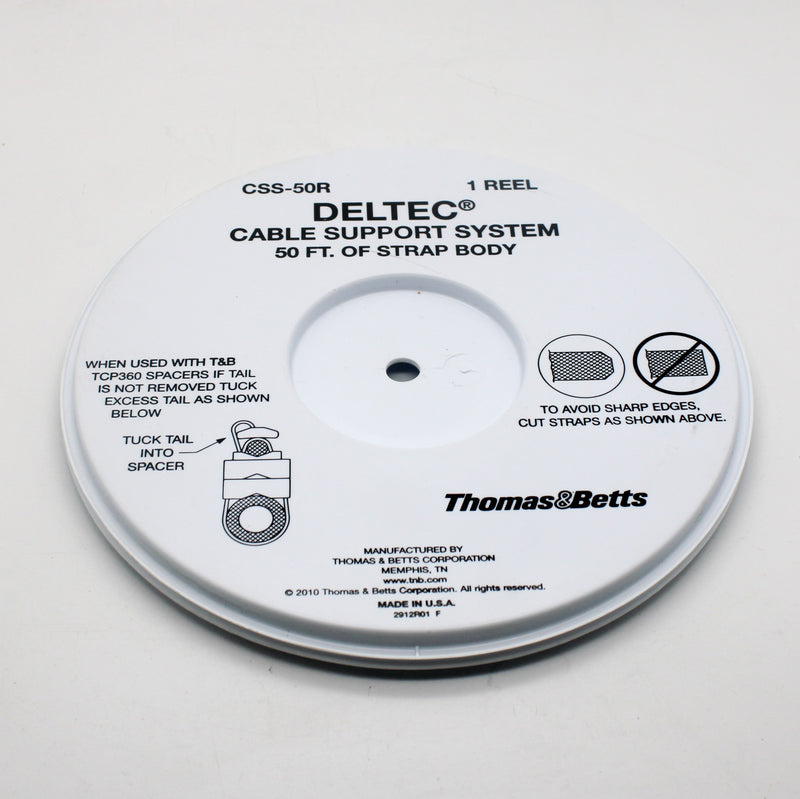 CSS-50R 1 REEL
DELTEC®
CABLE SUPPORT SYSTEM
50 FT. OF STRAP BODY
WHEN USED WITH T&B
TCP360 SPACERS IF TAIL
IS NOT REMOVED TUCK
EXCESS TAIL AS SHOWN
BELOW
TUCK TAIL
INTO
SPACER
TO AVOID SHARP EDGES,
CUT STRAPS AS SHOWN ABOVE.
Thomas&Betts
MANUFACTURED BY
THOMAS & BETTS CORPORATION
MEMPHIS, TN
www.tnb.com
© 2010 Thomas & Betts Corporation. All rights reserved.
MADE IN U.S.A.
2912R01 F